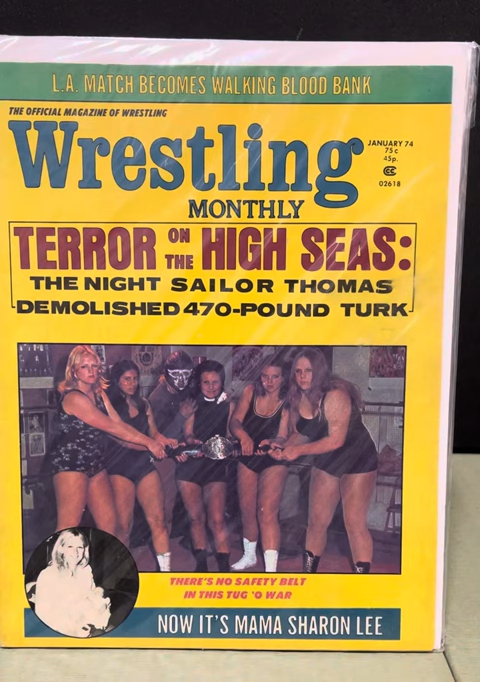 L.A. MATCH BECOMES WALKING BLOOD BANK
THE OFFICIAL MAGAZINE OF WRESTLING
Wrestling
MONTHLY
JANUARY 74
75c
45p.
CC
02618
TERROR ON THE HIGH SEAS:
THE NIGHT SAILOR THOMAS
DEMOLISHED 470-POUND TURK
THERE'S NO SAFETY BELT
IN THIS TUG 'O WAR
NOW IT'S MAMA SHARON LEE